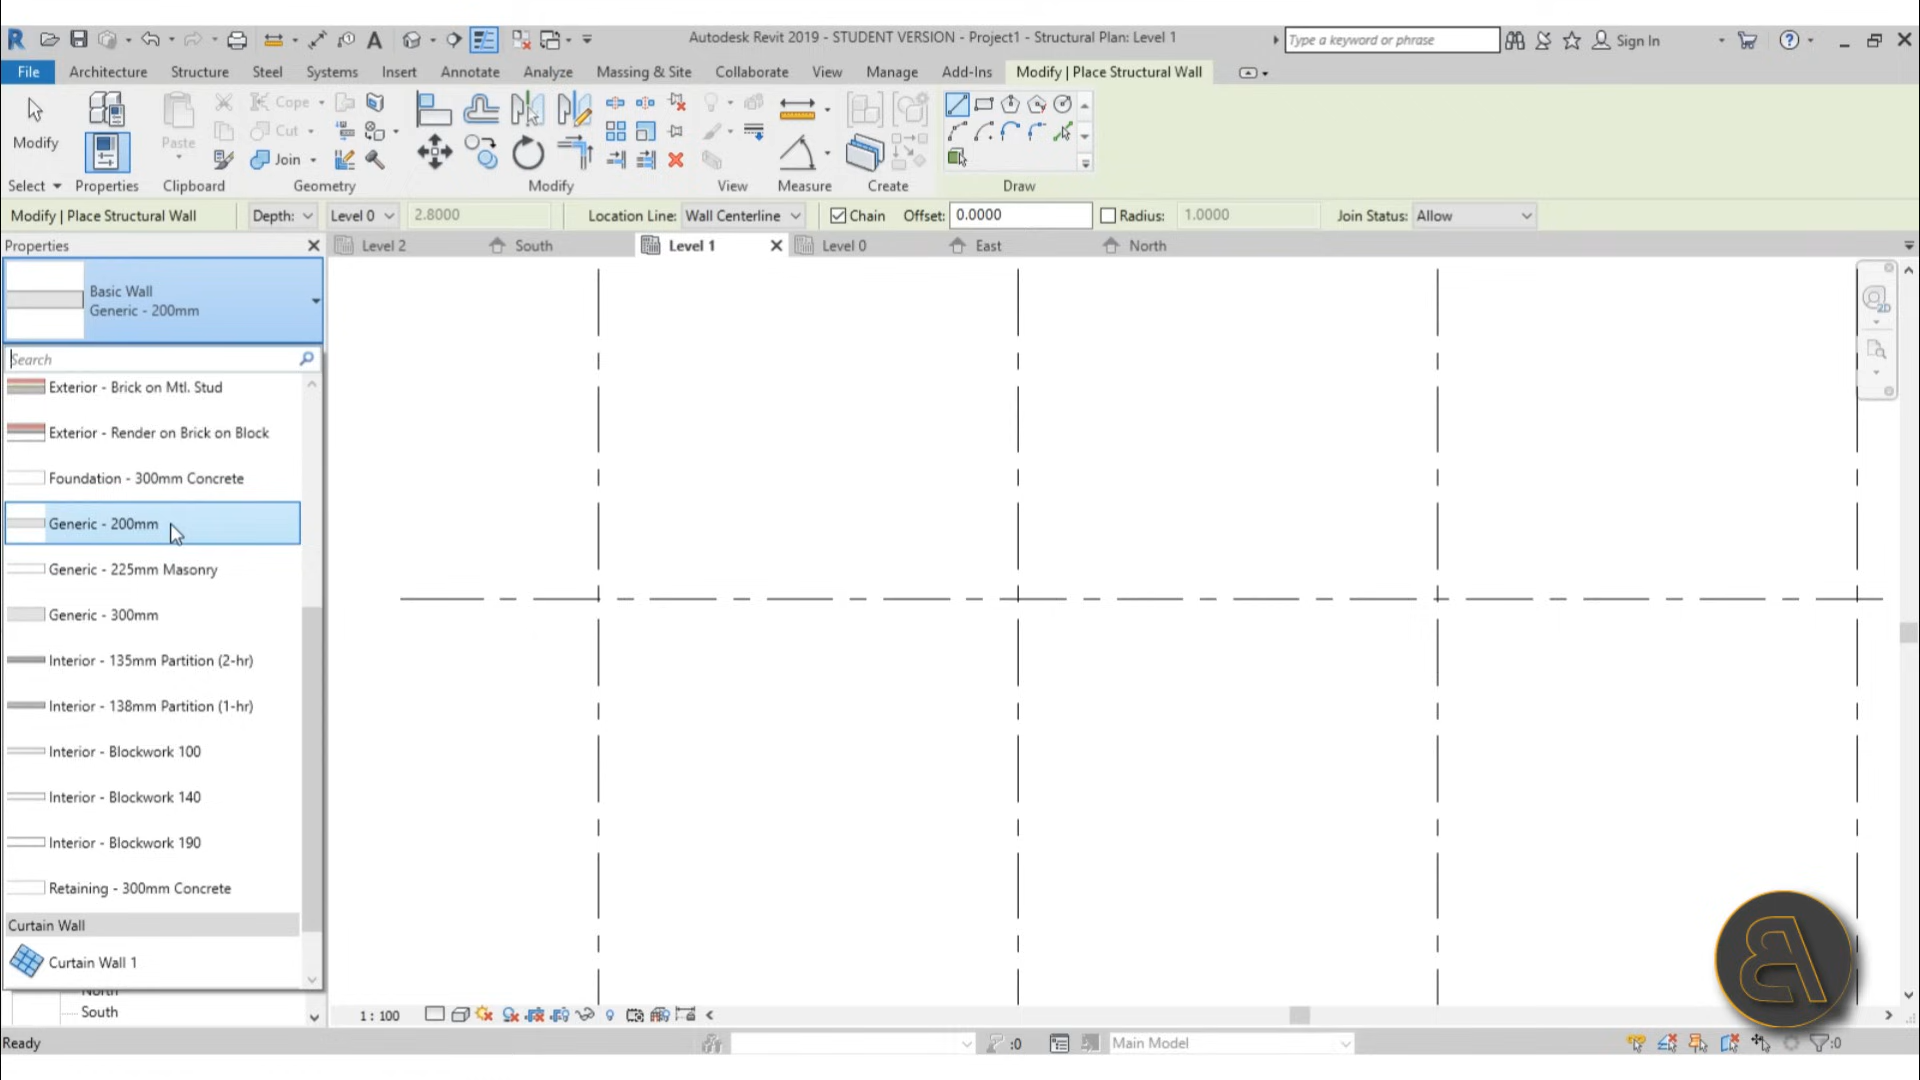 Autodesk Revit 2019 - STUDENT VERSION - Project1 - Structural Plan: Level 1
Type a keyword or phrase
Sign In
File Architecture Structure Steel Systems Insert Annotate Analyze Massing & Site Collaborate View Manage Add-Ins Modify | Place Structural Wall
Modify
Paste
Cope
Cut
Join
Select Properties Clipboard Geometry Modify View Measure Create Draw
Modify | Place Structural Wall Depth: Level 0 2.8000 Location Line: Wall Centerline Chain Offset: 0.0000 Radius: 1.0000 Join Status: Allow
Properties
Level 2 South Level 1 Level 0 East North
Basic Wall
Generic - 200mm
Search
Exterior - Brick on Mtl. Stud
Exterior - Render on Brick on Block
Foundation - 300mm Concrete
Generic - 200mm
Generic - 225mm Masonry
Generic - 300mm
Interior - 135mm Partition (2-hr)
Interior - 138mm Partition (1-hr)
Interior - Blockwork 100
Interior - Blockwork 140
Interior - Blockwork 190
Retaining - 300mm Concrete
Curtain Wall
Curtain Wall 1
North
South
2D
1 : 100
Ready
:0
Main Model
:0